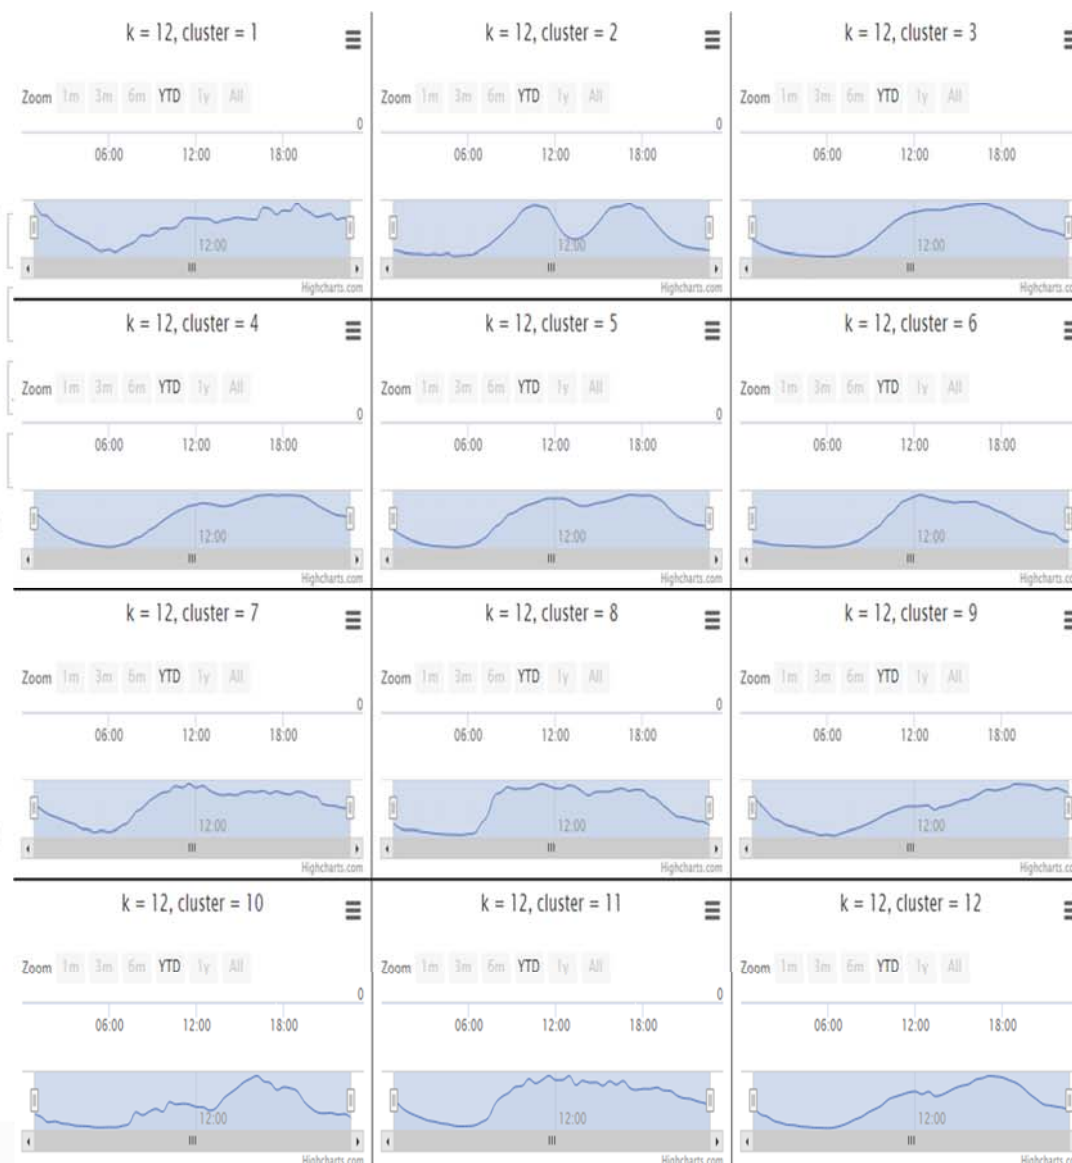 k = 12, cluster = 1
Zoom 1m 3m 6m YTD 1y All
0
06:00 12:00 18:00
12:00
Highcharts.com
k = 12, cluster = 2
Zoom 1m 3m 6m YTD 1y All
0
06:00 12:00 18:00
12:00
Highcharts.com
k = 12, cluster = 3
Zoom 1m 3m 6m YTD 1y All
06:00 12:00 18:00
12:00
Highcharts.co
k = 12, cluster = 4
Zoom 1m 3m 6m YTD 1y All
0
06:00 12:00 18:00
12:00
Highcharts.com
k = 12, cluster = 5
Zoom 1m 3m 6m YTD 1y All
0
06:00 12:00 18:00
12:00
Highcharts.com
k = 12, cluster = 6
Zoom 1m 3m 6m YTD 1y All
06:00 12:00 18:00
12:00
Highcharts.co
k = 12, cluster = 7
Zoom 1m 3m 6m YTD 1y All
0
06:00 12:00 18:00
12:00
Highcharts.com
k = 12, cluster = 8
Zoom 1m 3m 6m YTD 1y All
0
06:00 12:00 18:00
12:00
Highcharts.com
k = 12, cluster = 9
Zoom 1m 3m 6m YTD 1y All
06:00 12:00 18:00
12:00
Highcharts.co
k = 12, cluster = 10
Zoom 1m 3m 6m YTD 1y All
0
06:00 12:00 18:00
12:00
Highcharts.com
k = 12, cluster = 11
Zoom 1m 3m 6m YTD 1y All
0
06:00 12:00 18:00
12:00
Highcharts.com
k = 12, cluster = 12
Zoom 1m 3m 6m YTD 1y All
06:00 12:00 18:00
12:00
Highcharts.co